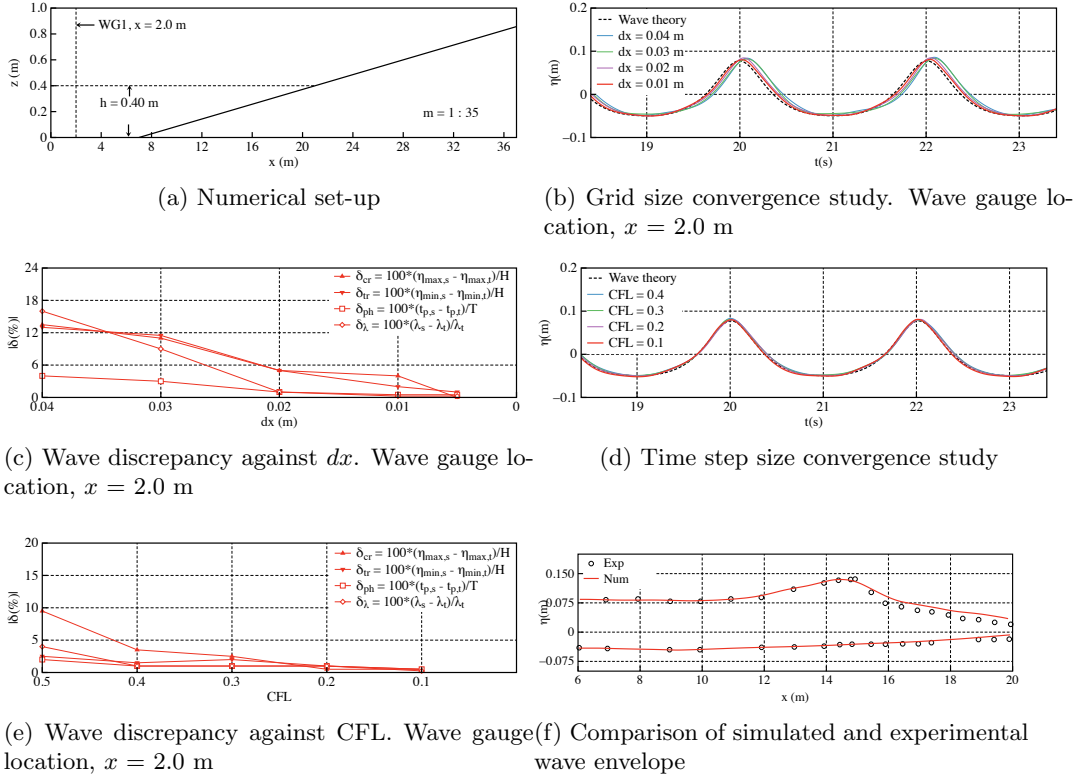 1.0
0.8
0.6
0.4
0.2
0
z (m)
WG1, x = 2.0 m
h = 0.40 m
m = 1 : 35
0 4 8 12 16 20 24 28 32 36
x (m)
(a) Numerical set-up
0.2
0.1
0
−0.1
η(m)
Wave theory
dx = 0.04 m
dx = 0.03 m
dx = 0.02 m
dx = 0.01 m
19 20 21 22 23
t(s)
(b) Grid size convergence study. Wave gauge lo-
cation, x = 2.0 m
24
18
12
6
0
|δ(%)|
δcr = 100*(ηmax,s - ηmax,t)/H
δtr = 100*(ηmin,s - ηmin,t)/H
δph = 100*(tp,s - tp,t)/T
δλ = 100*(λs - λt)/λt
0.04 0.03 0.02 0.01 0
dx (m)
(c) Wave discrepancy against dx. Wave gauge lo-
cation, x = 2.0 m
0.2
0.1
0
−0.1
η(m)
Wave theory
CFL = 0.4
CFL = 0.3
CFL = 0.2
CFL = 0.1
19 20 21 22 23
t(s)
(d) Time step size convergence study
20
15
10
5
0
|δ(%)|
δcr = 100*(ηmax,s - ηmax,t)/H
δtr = 100*(ηmin,s - ηmin,t)/H
δph = 100*(tp,s - tp,t)/T
δλ = 100*(λs - λt)/λt
0.5 0.4 0.3 0.2 0.1
CFL
(e) Wave discrepancy against CFL. Wave gauge
location, x = 2.0 m
0.150
0.075
0
−0.075
η(m)
Exp
Num
6 8 10 12 14 16 18 20
x (m)
(f) Comparison of simulated and experimental
wave envelope